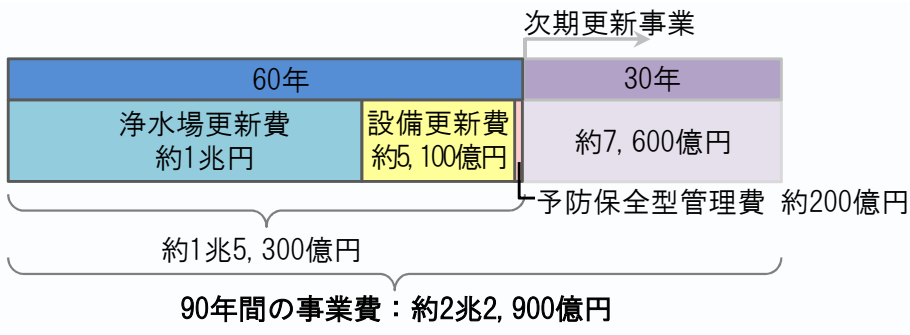 次期更新事業
60年
30年
浄水場更新費
約1兆円
設備更新費
約5,100億円
約7,600億円
予防保全型管理費 約200億円
約1兆5,300億円
90年間の事業費：約2兆2,900億円